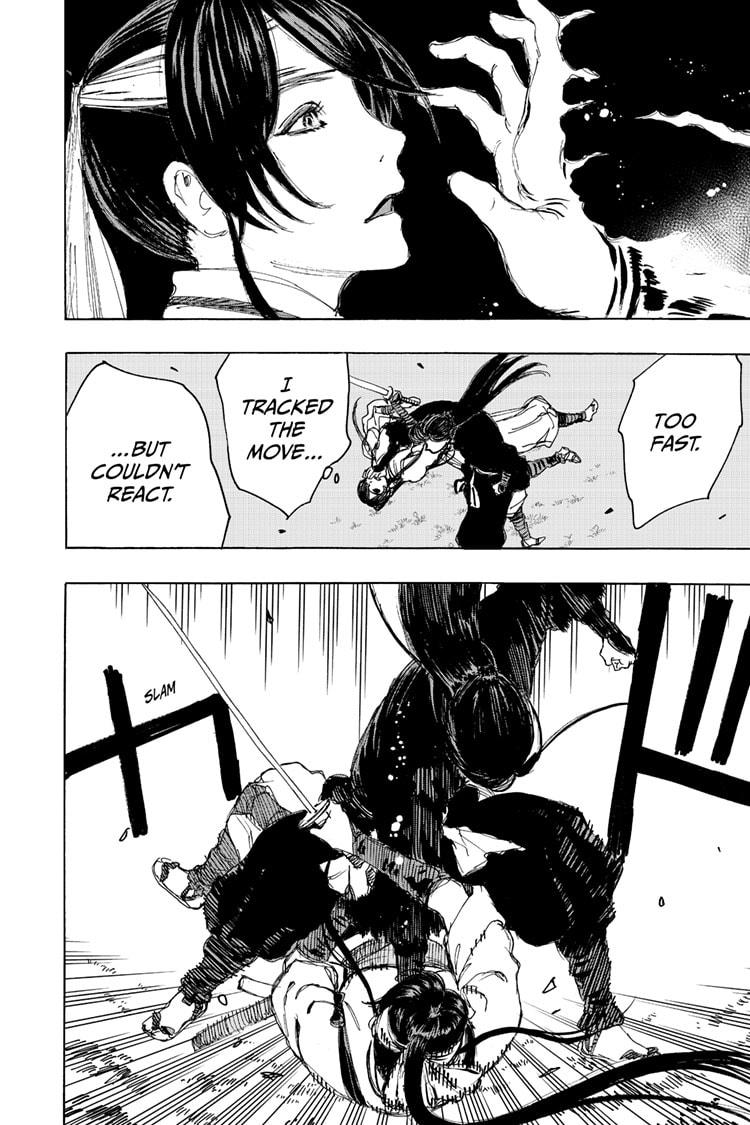 TOO
FAST.
I
TRACKED
THE
MOVE...
...BUT
COULDN'T
REACT.
SLAM